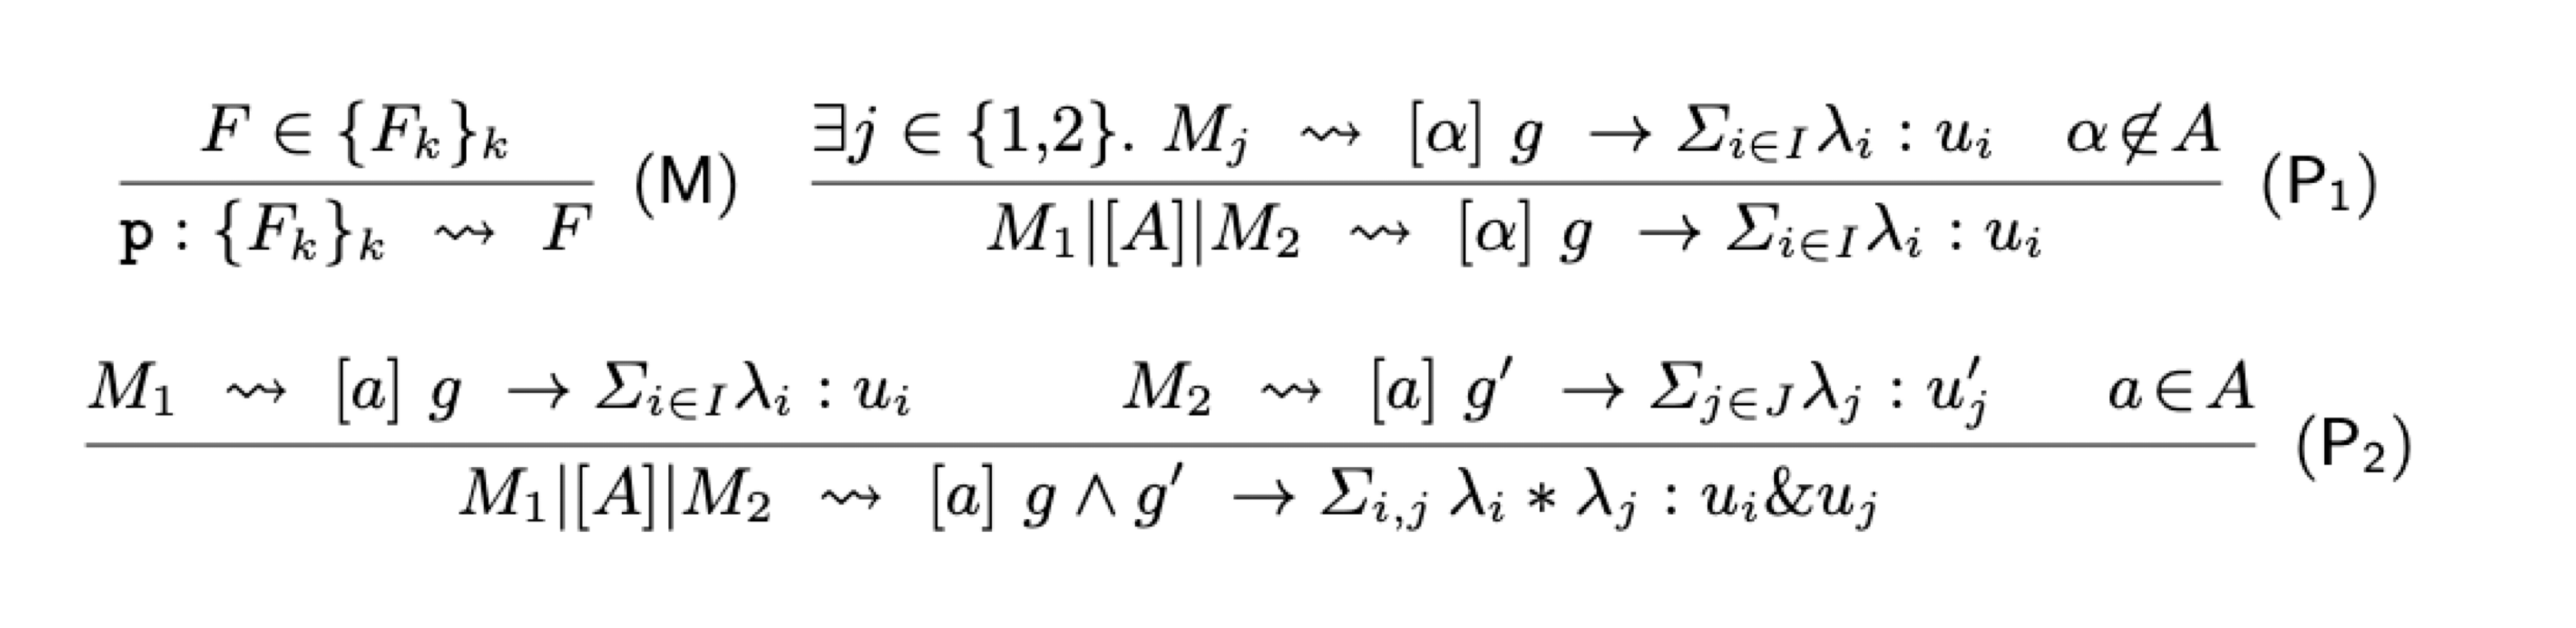 F ∈ {F_k}_k
p : {F_k}_k ⇝ F (M)
∃j ∈ {1,2}. M_j ⇝ [α] g → Σ_{i∈I} λ_i : u_i α ∉ A
M_1|[A]|M_2 ⇝ [α] g → Σ_{i∈I} λ_i : u_i (P_1)
M_1 ⇝ [a] g → Σ_{i∈I} λ_i : u_i M_2 ⇝ [a] g′ → Σ_{j∈J} λ_j : u′_j a ∈ A
M_1|[A]|M_2 ⇝ [a] g ∧ g′ → Σ_{i,j} λ_i ∗ λ_j : u_i&u_j (P_2)